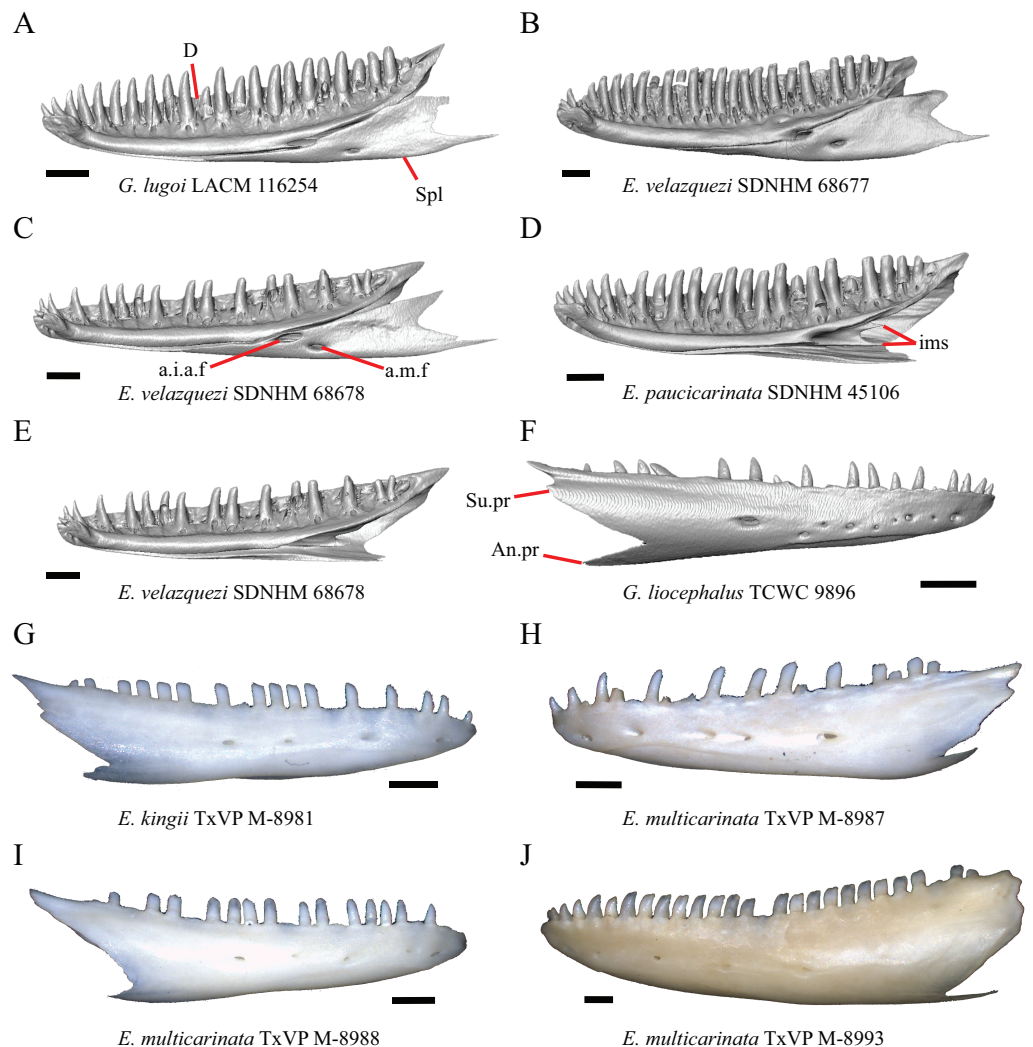 A
B
D
G. lugoi LACM 116254
Spl
E. velazquezi SDNHM 68677
C
D
a.i.a.f
a.m.f
E. velazquezi SDNHM 68678
ims
E. paucicarinata SDNHM 45106
E
F
Su.pr
An.pr
E. velazquezi SDNHM 68678
G. liocephalus TCWC 9896
G
H
E. kingii TxVP M-8981
E. multicarinata TxVP M-8987
I
J
E. multicarinata TxVP M-8988
E. multicarinata TxVP M-8993